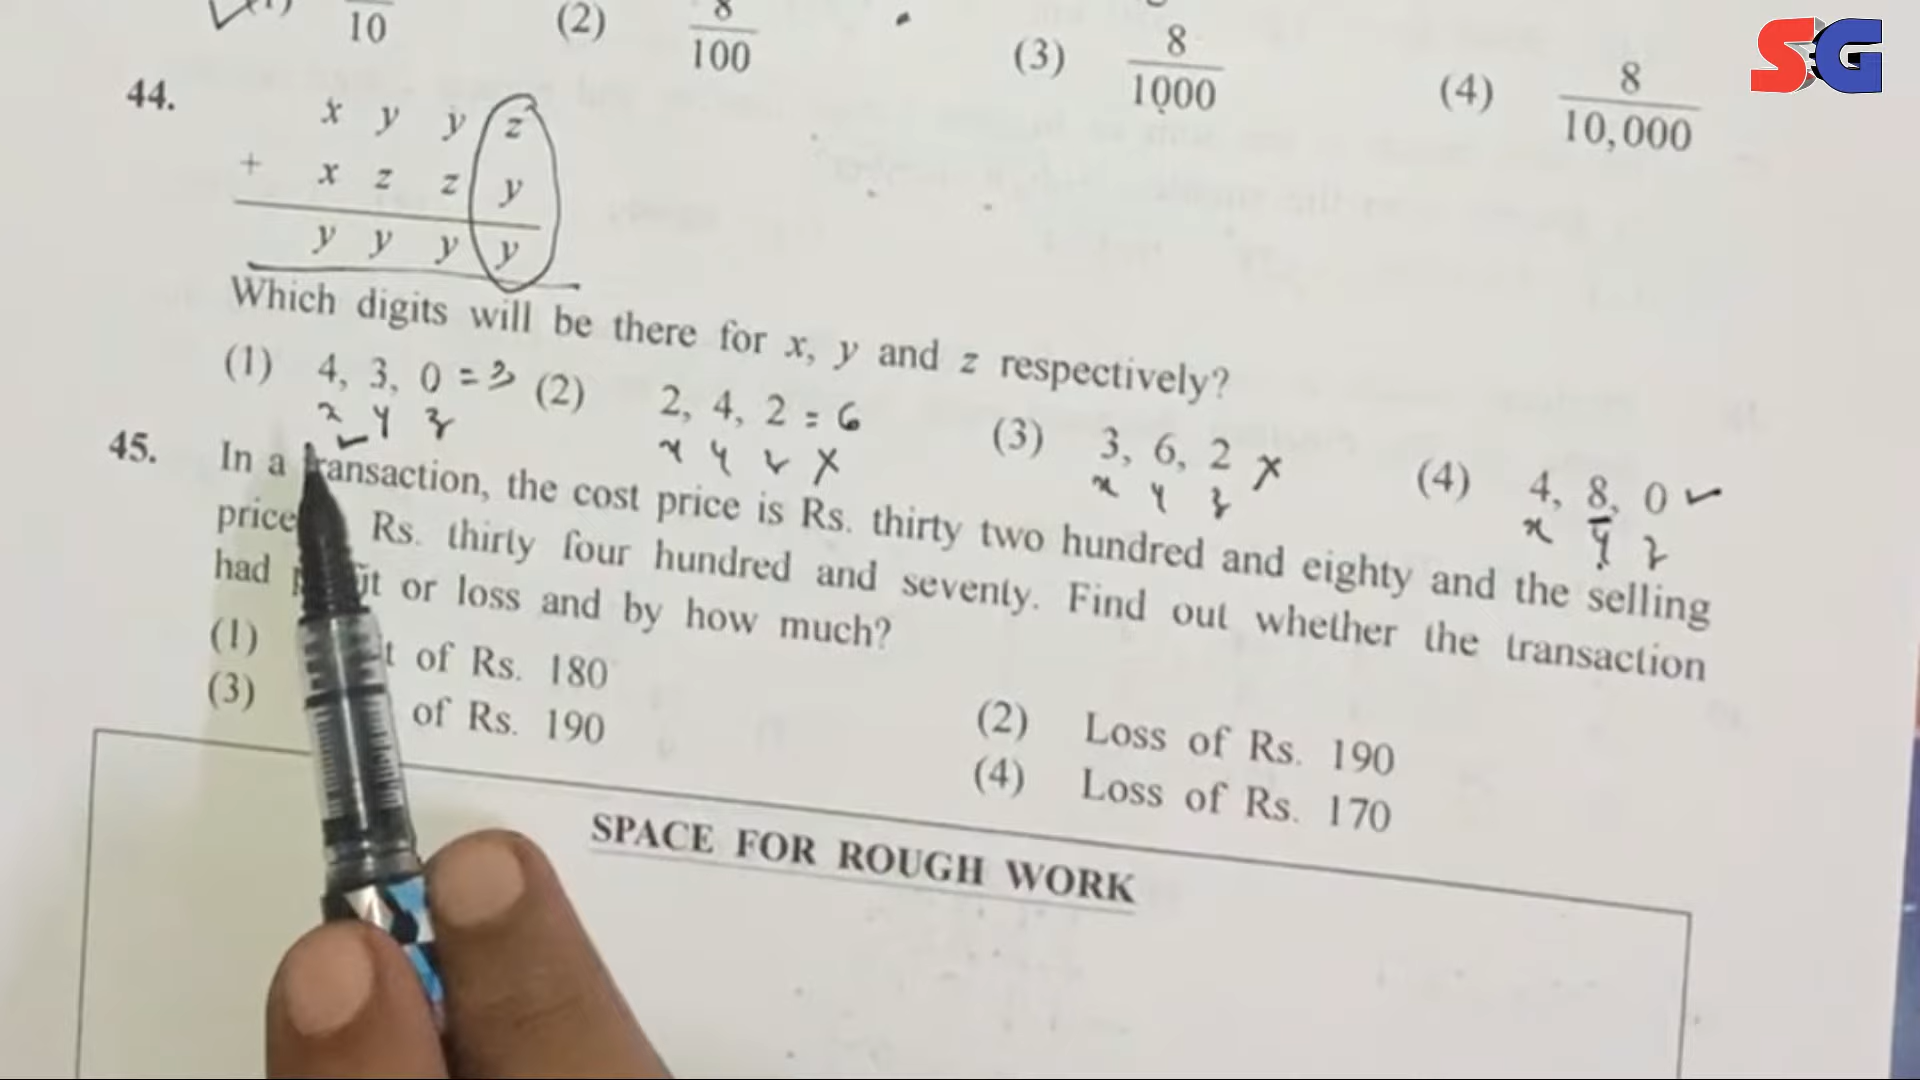 SG
10 (2) 8/100 (3) 8/1000 (4) 8/10,000
44. x y y z
+ x z z y
y y y y
Which digits will be there for x, y and z respectively?
(1) 4, 3, 0 = 3 (2) 2, 4, 2 = 6 (3) 3, 6, 2 x (4) 4, 8, 0 ✓
x y z x y x y z x y z
45. In a transaction, the cost price is Rs. thirty two hundred and eighty and the selling
price Rs. thirty four hundred and seventy. Find out whether the transaction
had or loss and by how much?
(1) of Rs. 180 (2) Loss of Rs. 190
(3) of Rs. 190 (4) Loss of Rs. 170
SPACE FOR ROUGH WORK